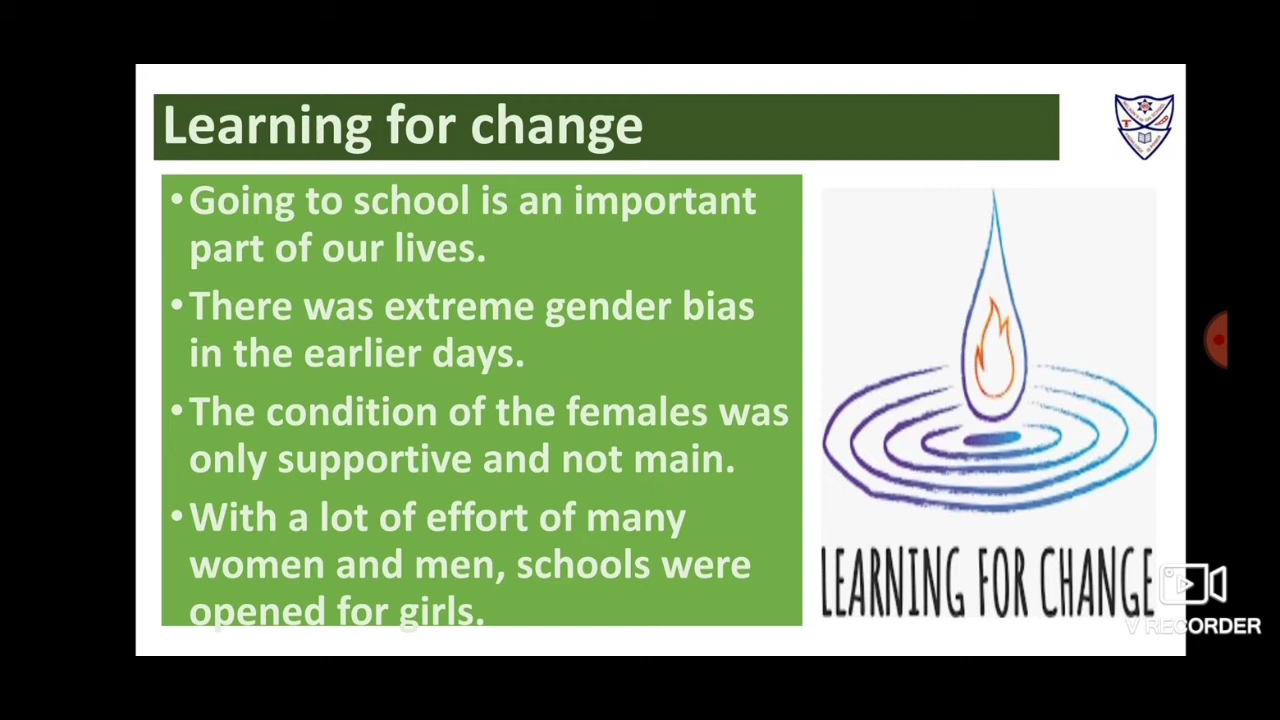 Learning for change
•Going to school is an important
part of our lives.
•There was extreme gender bias
in the earlier days.
•The condition of the females was
only supportive and not main.
•With a lot of effort of many
women and men, schools were
opened for girls.
LEARNING FOR CHANGE
V RECORDER